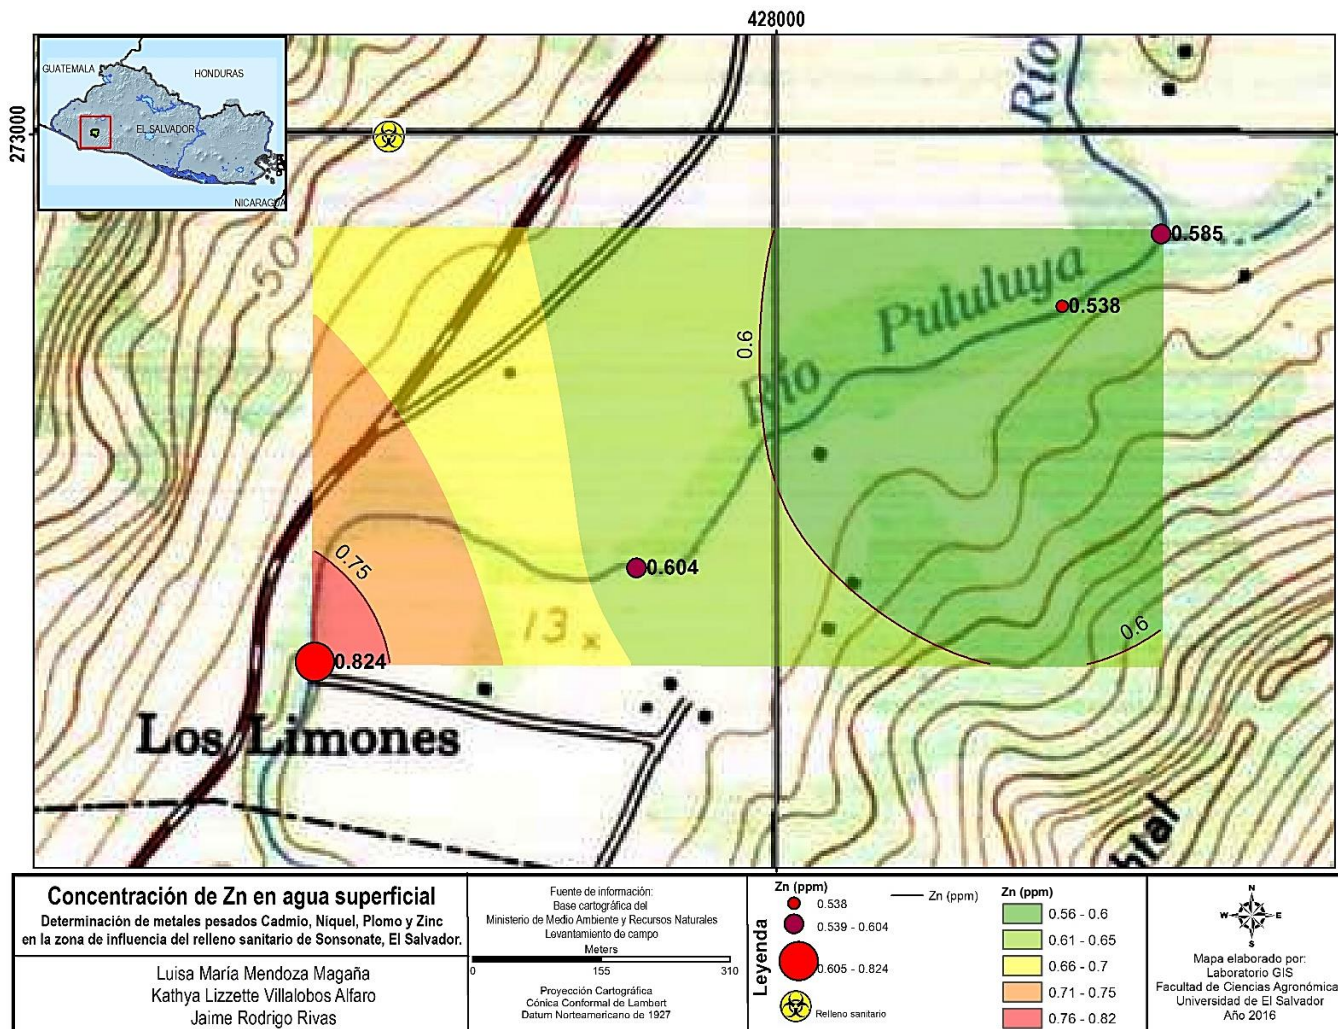 428000
273000
GUATEMALA
HONDURAS
EL SALVADOR
NICARAGUA
50
Río
0.585
Pululuya
0.538
0.6
Río
0.75
0.604
13 x
0.6
0.824
Los Limones
Concentración de Zn en agua superficial
Determinación de metales pesados Cadmio, Níquel, Plomo y Zinc
en la zona de influencia del relleno sanitario de Sonsonate, El Salvador.
Luisa María Mendoza Magaña
Kathya Lizzette Villalobos Alfaro
Jaime Rodrigo Rivas
Fuente de información:
Base cartográfica del
Ministerio de Medio Ambiente y Recursos Naturales
Levantamiento de campo
Meters
0 155 310
Proyección Cartográfica
Cónica Conformal de Lambert
Datum Norteamericano de 1927
Leyenda
Zn (ppm)
0.538
0.539 - 0.604
0.605 - 0.824
Relleno sanitario
Zn (ppm)
Zn (ppm)
0.56 - 0.6
0.61 - 0.65
0.66 - 0.7
0.71 - 0.75
0.76 - 0.82
N
W E
S
Mapa elaborado por:
Laboratorio GIS
Facultad de Ciencias Agronómica
Universidad de El Salvador
Año 2016